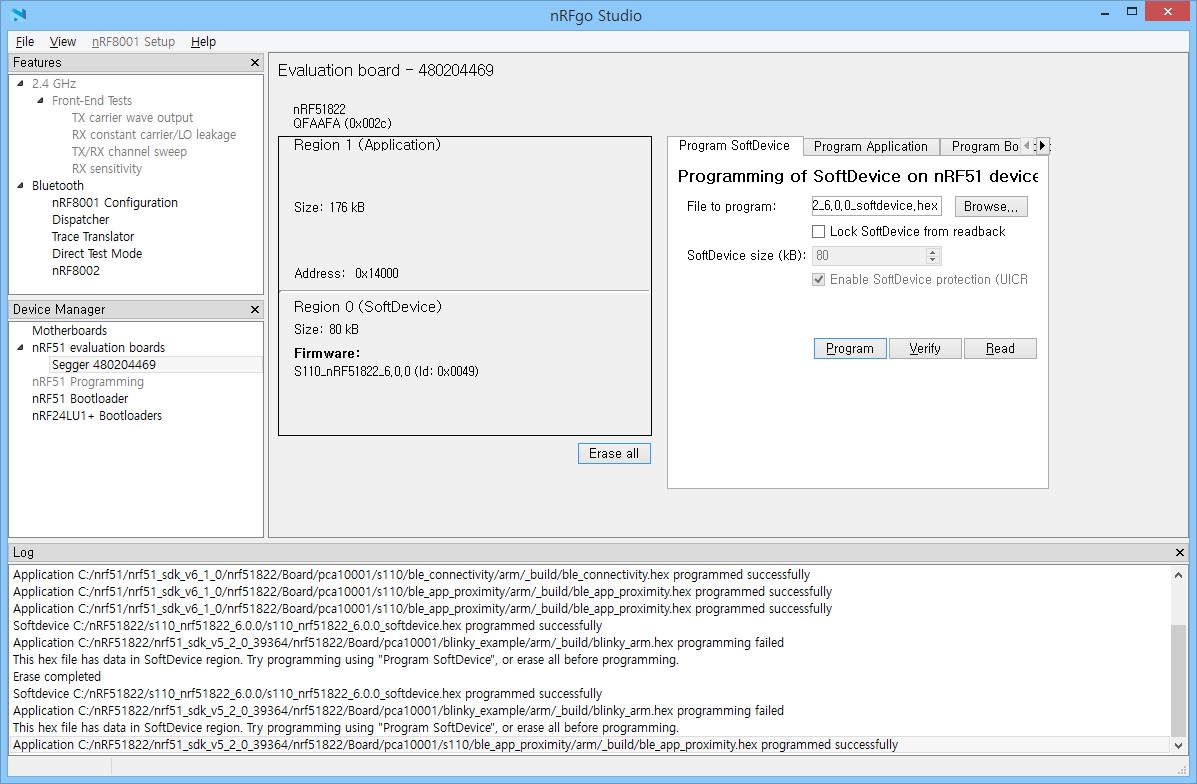 nRFgo Studio
File View nRF8001 Setup Help
Features
2.4 GHz
Front-End Tests
TX carrier wave output
RX constant carrier/LO leakage
TX/RX channel sweep
RX sensitivity
Bluetooth
nRF8001 Configuration
Dispatcher
Trace Translator
Direct Test Mode
nRF8002
Device Manager
Motherboards
nRF51 evaluation boards
Segger 480204469
nRF51 Programming
nRF51 Bootloader
nRF24LU1+ Bootloaders
Evaluation board - 480204469
nRF51822
QFAAFA (0x002c)
Region 1 (Application)
Size: 176 kB
Address: 0x14000
Region 0 (SoftDevice)
Size: 80 kB
Firmware:
S110_nRF51822_6.0.0 (Id: 0x0049)
Erase all
Program SoftDevice Program Application Program Bo
Programming of SoftDevice on nRF51 device
File to program: 2_6.0.0_softdevice.hex Browse...
Lock SoftDevice from readback
SoftDevice size (kB): 80
Enable SoftDevice protection (UICR
Program Verify Read
Log
Application C:/nrf51/nrf51_sdk_v6_1_0/nrf51822/Board/pca10001/s110/ble_connectivity/arm/_build/ble_connectivity.hex programmed successfully
Application C:/nrf51/nrf51_sdk_v6_1_0/nrf51822/Board/pca10001/s110/ble_app_proximity/arm/_build/ble_app_proximity.hex programmed successfully
Application C:/nrf51/nrf51_sdk_v6_1_0/nrf51822/Board/pca10001/s110/ble_app_proximity/arm/_build/ble_app_proximity.hex programmed successfully
Softdevice C:/nRF51822/s110_nrf51822_6.0.0/s110_nrf51822_6.0.0_softdevice.hex programmed successfully
Application C:/nRF51822/nrf51_sdk_v5_2_0_39364/nrf51822/Board/pca10001/blinky_example/arm/_build/blinky_arm.hex programming failed
This hex file has data in SoftDevice region. Try programming using "Program SoftDevice", or erase all before programming.
Erase completed
Softdevice C:/nRF51822/s110_nrf51822_6.0.0/s110_nrf51822_6.0.0_softdevice.hex programmed successfully
Application C:/nRF51822/nrf51_sdk_v5_2_0_39364/nrf51822/Board/pca10001/blinky_example/arm/_build/blinky_arm.hex programming failed
This hex file has data in SoftDevice region. Try programming using "Program SoftDevice", or erase all before programming.
Application C:/nRF51822/nrf51_sdk_v5_2_0_39364/nrf51822/Board/pca10001/s110/ble_app_proximity/arm/_build/ble_app_proximity.hex programmed successfully